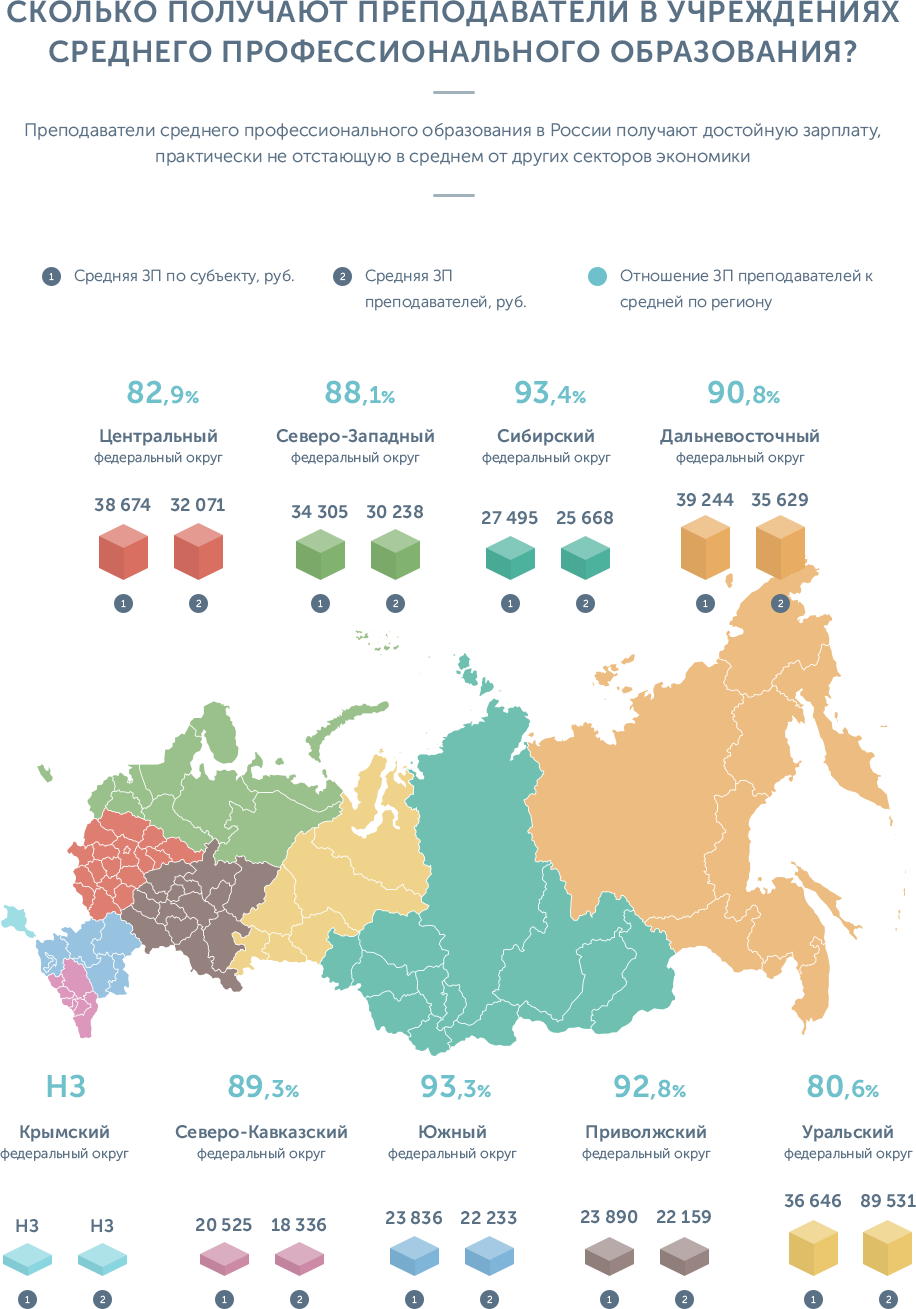 СКОЛЬКО ПОЛУЧАЮТ ПРЕПОДАВАТЕЛИ В УЧРЕЖДЕНИЯХ
СРЕДНЕГО ПРОФЕССИОНАЛЬНОГО ОБРАЗОВАНИЯ?
Преподаватели среднего профессионального образования в России получают достойную зарплату,
практически не отстающую в среднем от других секторов экономики
1 Средняя ЗП по субъекту, руб.
2 Средняя ЗП
преподавателей, руб.
Отношение ЗП преподавателей к
средней по региону
82,9%
Центральный
федеральный округ
38 674 32 071
1 2
88,1%
Северо-Западный
федеральный округ
34 305 30 238
1 2
93,4%
Сибирский
федеральный округ
27 495 25 668
1 2
90,8%
Дальневосточный
федеральный округ
39 244 35 629
1 2
НЗ
Крымский
федеральный округ
НЗ НЗ
1 2
89,3%
Северо-Кавказский
федеральный округ
20 525 18 336
1 2
93,3%
Южный
федеральный округ
23 836 22 233
1 2
92,8%
Приволжский
федеральный округ
23 890 22 159
1 2
80,6%
Уральский
федеральный округ
36 646 89 531
1 2